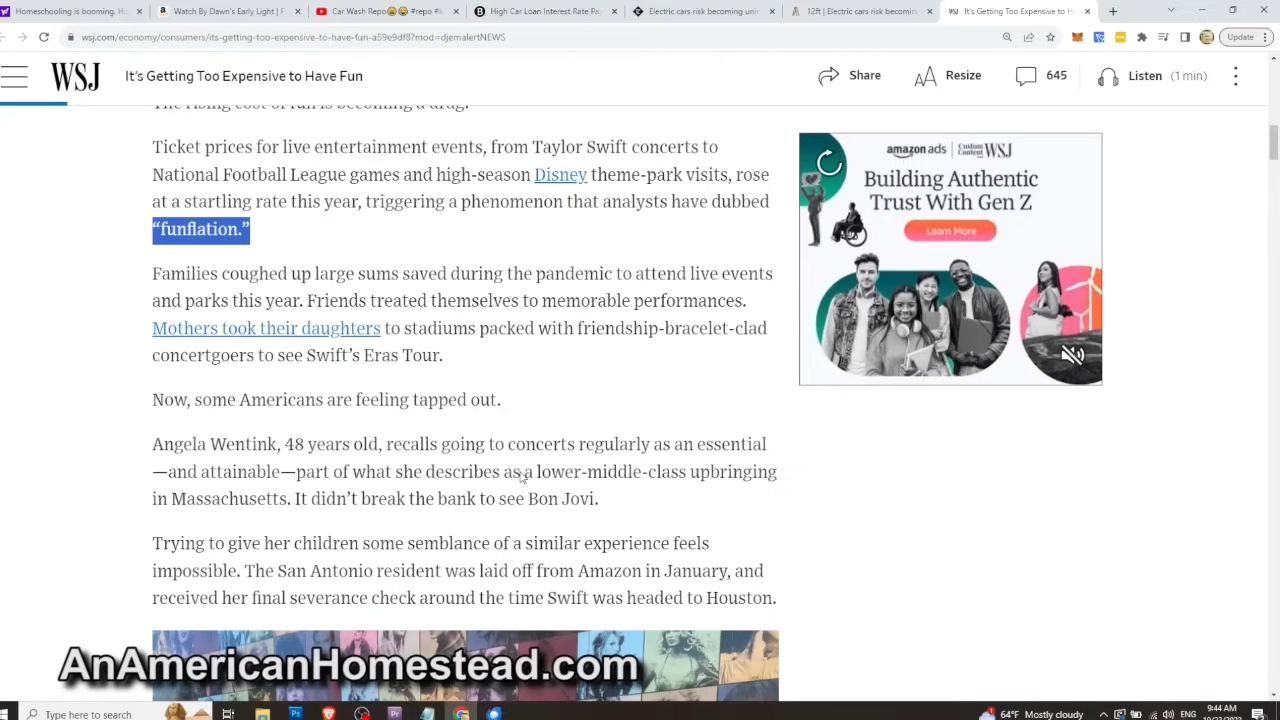 Homeschooling is booming. H
Watch By Dawn's Early Light | P
Car Wash Repo
#repo #
High Car Loan Interest Rate Pa
Electric cars risk becoming uni
12ft | Electric cars risk becomin
It's Getting Too Expensive to Ha
wsj.com/economy/consumers/its-getting-too-expensive-to-have-fun-a59e9df8?mod=djemalertNEWS
Update
WSJ
It's Getting Too Expensive to Have Fun
Share
Resize
645
Listen (1 min)
The rising cost of fun is becoming a drag.
Ticket prices for live entertainment events, from Taylor Swift concerts to
National Football League games and high-season Disney theme-park visits, rose
at a startling rate this year, triggering a phenomenon that analysts have dubbed
“funflation.”
Families coughed up large sums saved during the pandemic to attend live events
and parks this year. Friends treated themselves to memorable performances.
Mothers took their daughters to stadiums packed with friendship-bracelet-clad
concertgoers to see Swift’s Eras Tour.
Now, some Americans are feeling tapped out.
Angela Wentink, 48 years old, recalls going to concerts regularly as an essential
—and attainable—part of what she describes as a lower-middle-class upbringing
in Massachusetts. It didn’t break the bank to see Bon Jovi.
Trying to give her children some semblance of a similar experience feels
impossible. The San Antonio resident was laid off from Amazon in January, and
received her final severance check around the time Swift was headed to Houston.
amazon ads
Custom Content WSJ
Building Authentic
Trust With Gen Z
Learn More
AnAmericanHomestead.com
Type here to search
64°F Mostly cloudy
9:44 AM